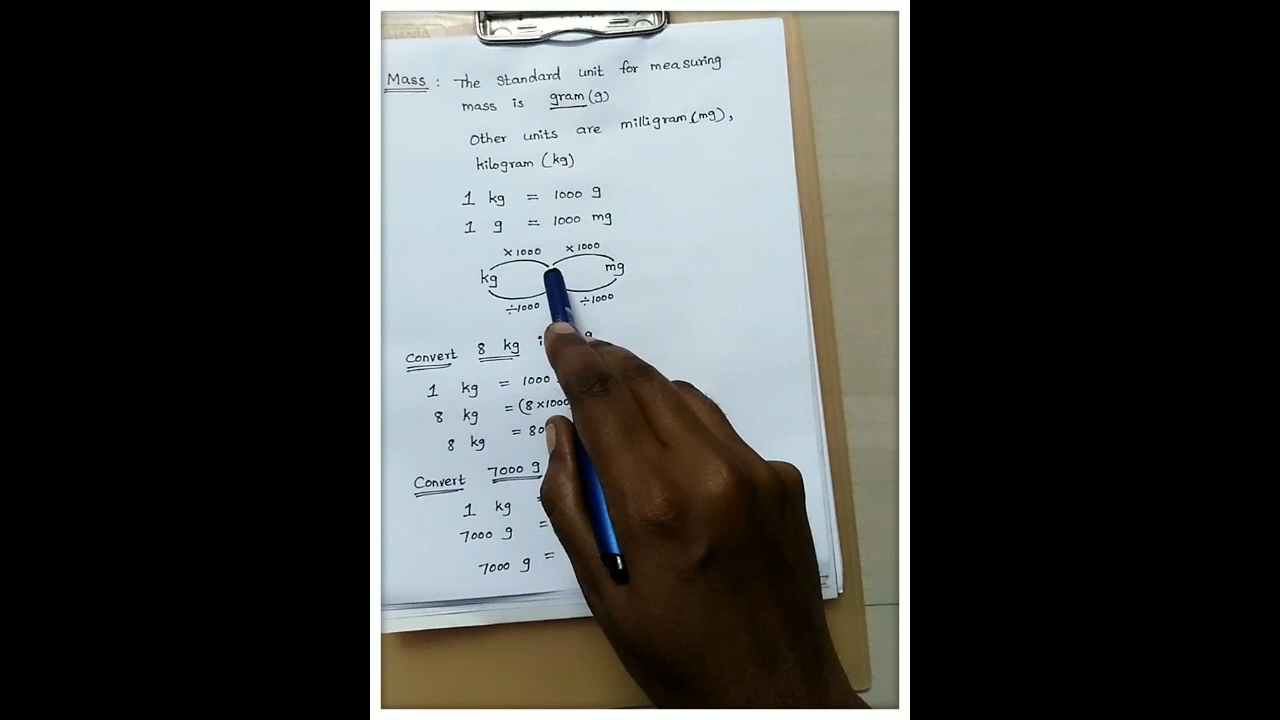 Mass : The standard unit for measuring
mass is gram (g)
Other units are milligram (mg),
kilogram (kg)
1 kg = 1000 g
1 g = 1000 mg
×1000 ×1000
kg mg
÷1000 ÷1000
Convert 8 kg g
1 kg = 1000
8 kg = (8×1000
8 kg = 80
Convert 7000 g
1 kg =
7000 g =
7000 g =